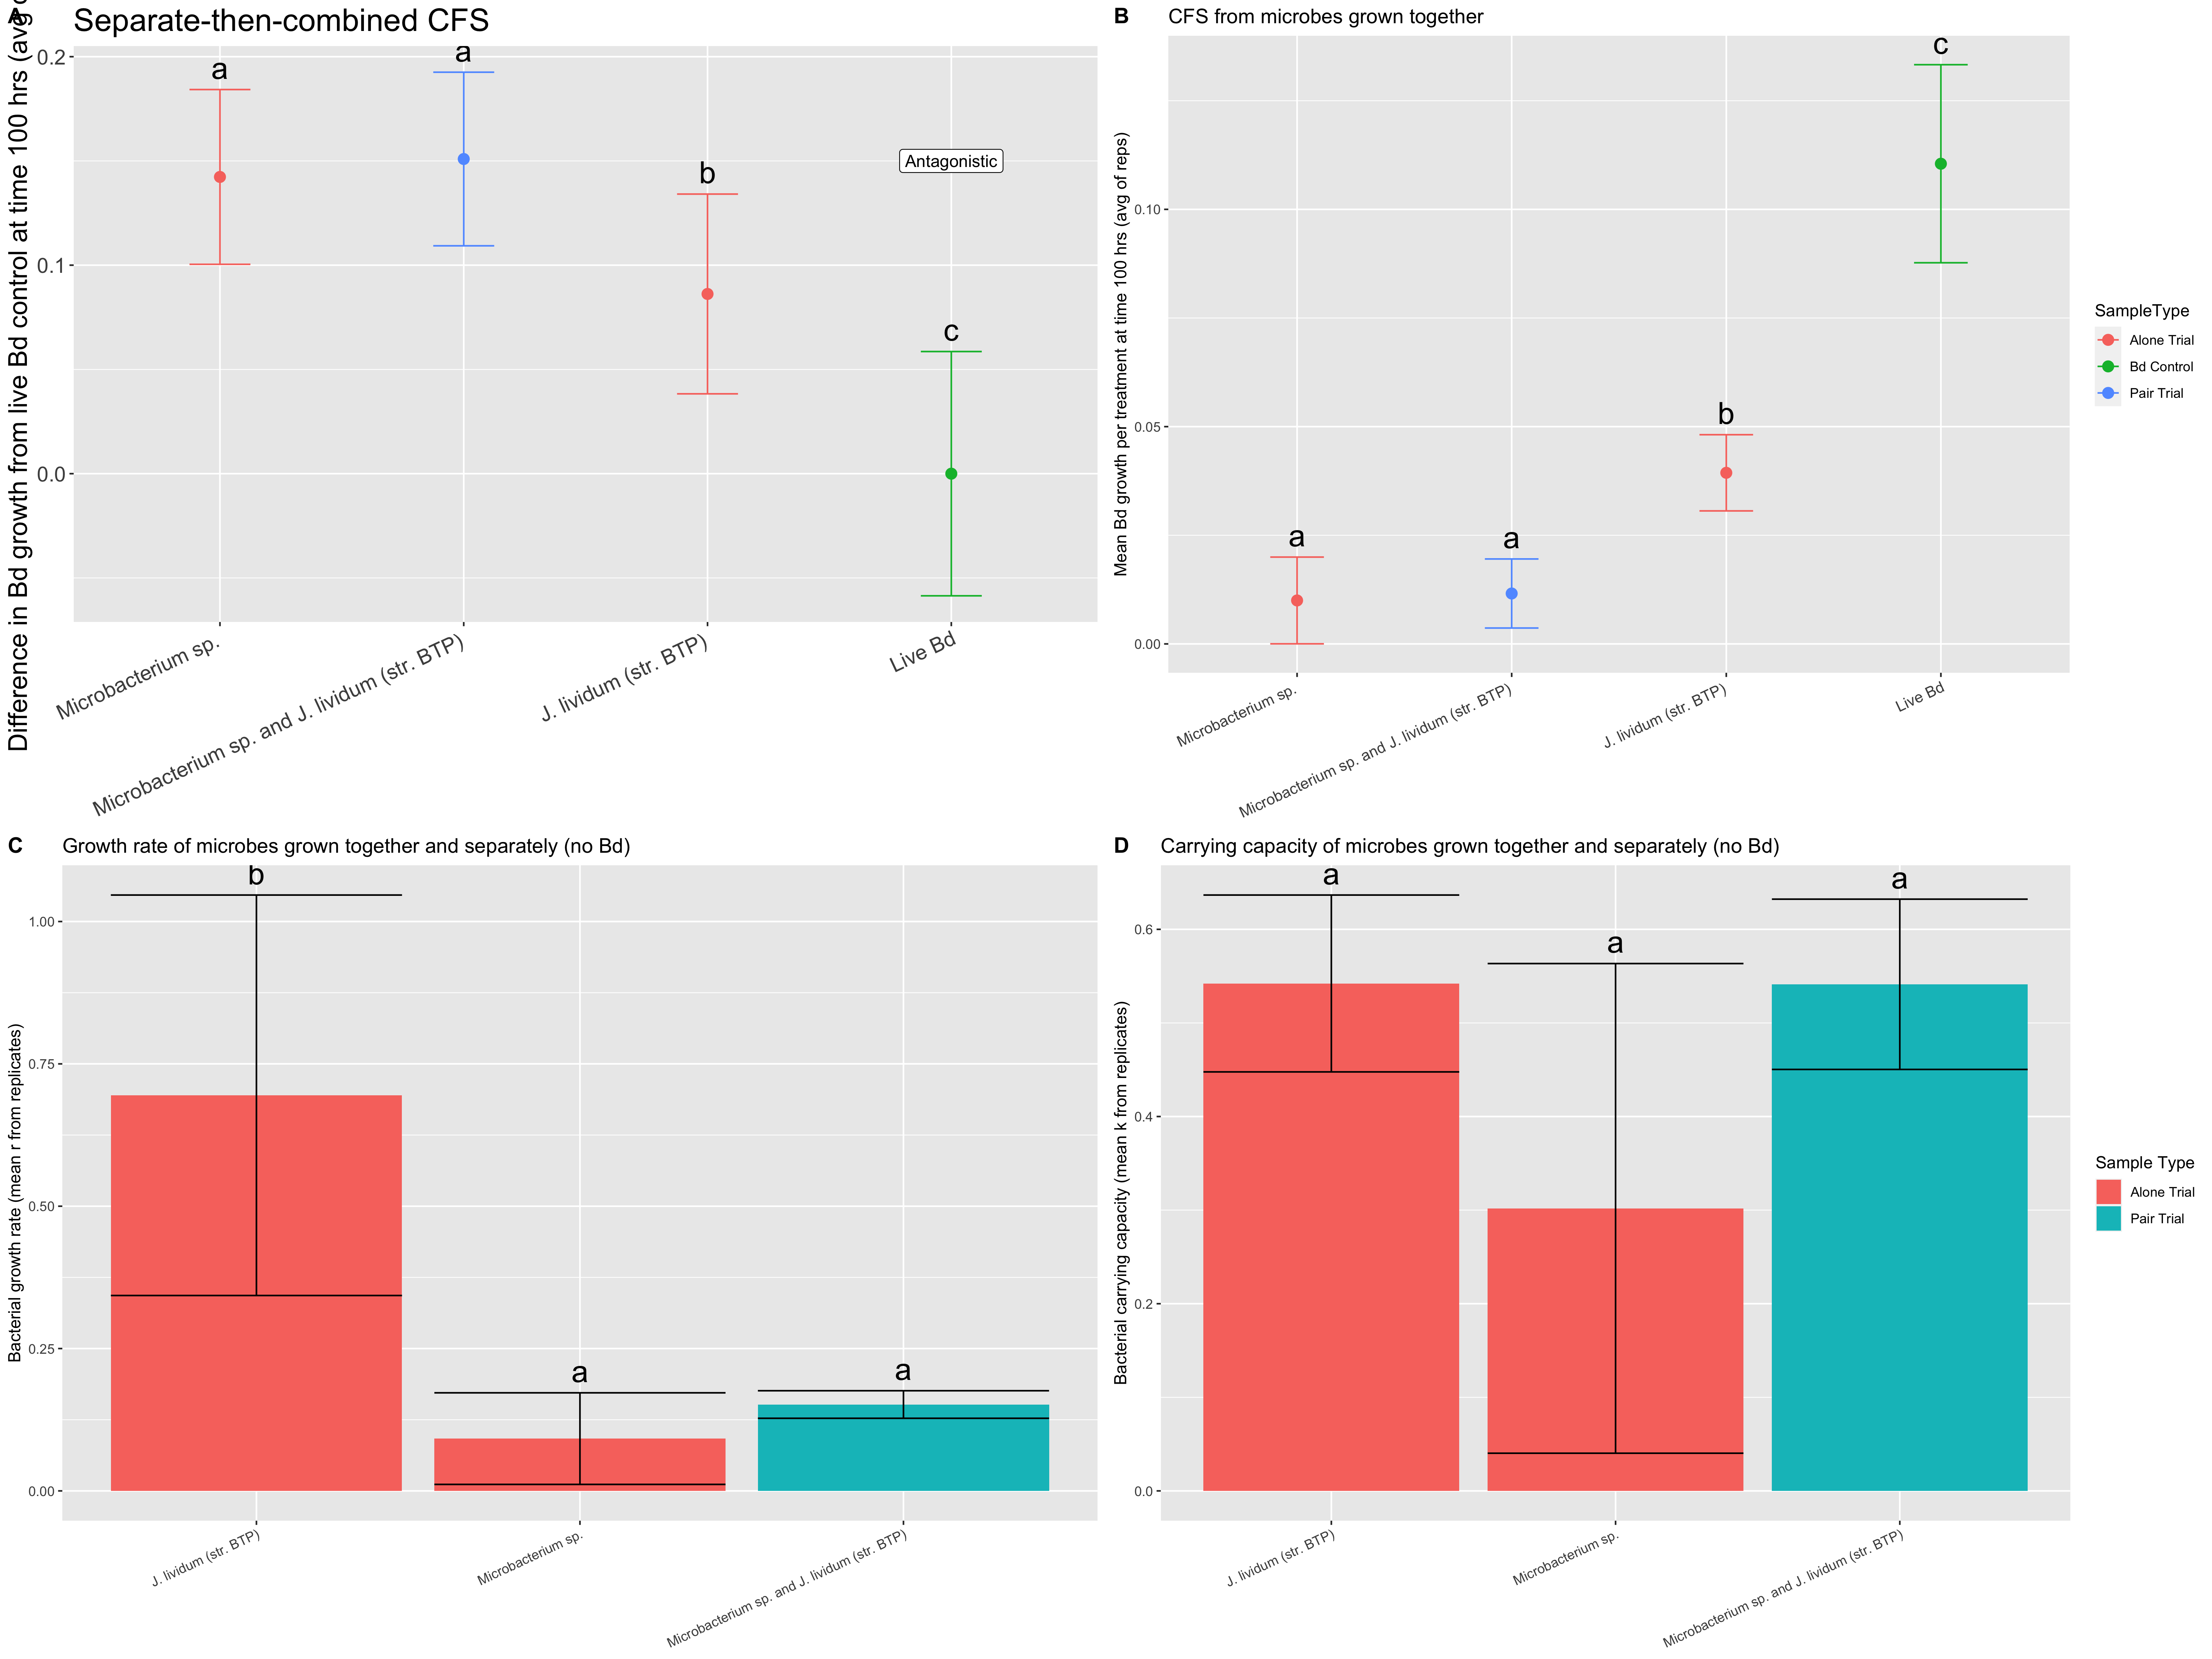 A
Separate-then-combined CFS
Difference in Bd growth from live Bd control at time 100 hrs (avg
0.2
0.1
0.0
a
a
b
c
Antagonistic
Microbacterium sp.
Microbacterium sp. and J. lividum (str. BTP)
J. lividum (str. BTP)
Live Bd
B
CFS from microbes grown together
Mean Bd growth per treatment at time 100 hrs (avg of reps)
0.10
0.05
0.00
a
a
b
c
Microbacterium sp.
Microbacterium sp. and J. lividum (str. BTP)
J. lividum (str. BTP)
Live Bd
SampleType
Alone Trial
Bd Control
Pair Trial
C
Growth rate of microbes grown together and separately (no Bd)
Bacterial growth rate (mean r from replicates)
1.00
0.75
0.50
0.25
0.00
b
a
a
J. lividum (str. BTP)
Microbacterium sp.
Microbacterium sp. and J. lividum (str. BTP)
D
Carrying capacity of microbes grown together and separately (no Bd)
Bacterial carrying capacity (mean k from replicates)
0.6
0.4
0.2
0.0
a
a
a
J. lividum (str. BTP)
Microbacterium sp.
Microbacterium sp. and J. lividum (str. BTP)
Sample Type
Alone Trial
Pair Trial